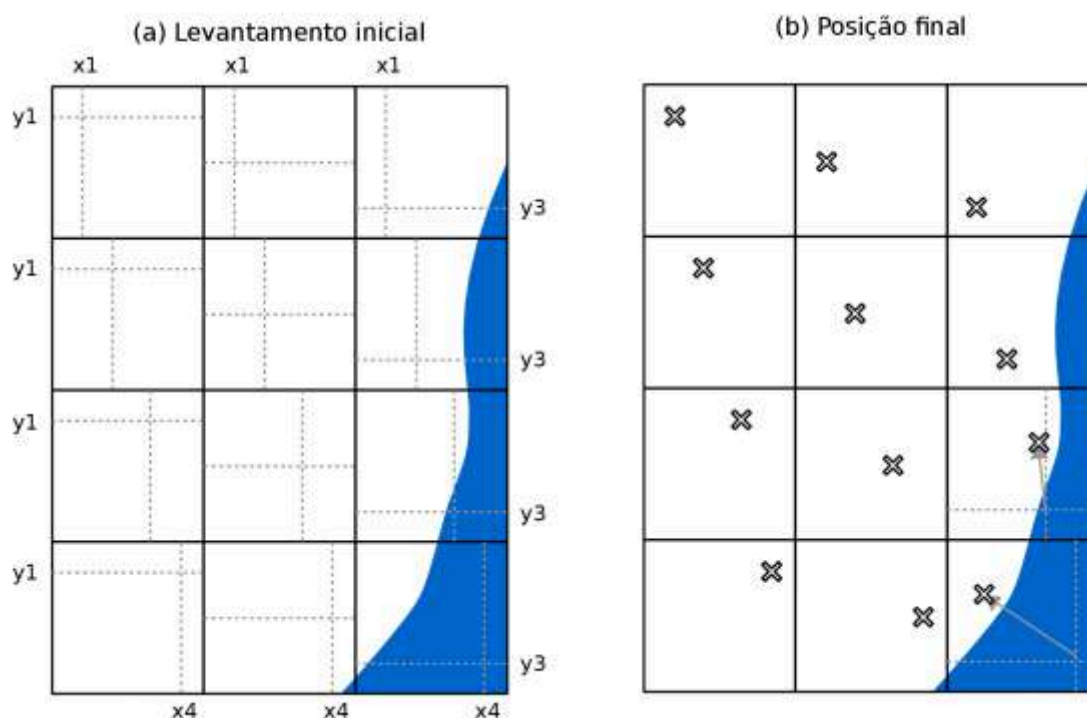 (a) Levantamento inicial
(b) Posição final
x1 x1 x1
y1
y3
y1
y3
y1
y3
y1
y3
x4 x4 x4